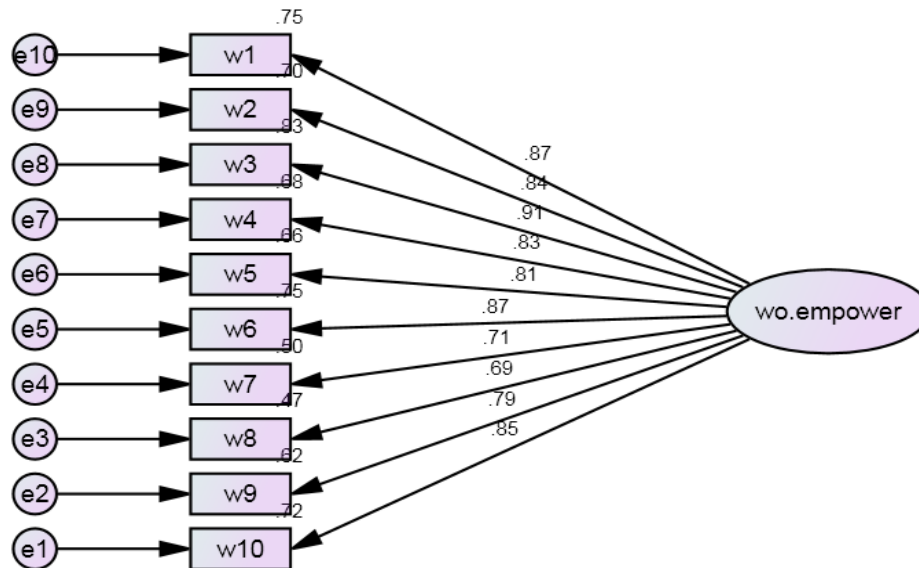 .75
e10 w1
.70
e9 w2
.83
e8 w3
.68
e7 w4
.66
e6 w5
.75
e5 w6
.50
e4 w7
.47
e3 w8
.62
e2 w9
.72
e1 w10
.87
.84
.91
.83
.81
.87
.71
.69
.79
.85
wo.empower